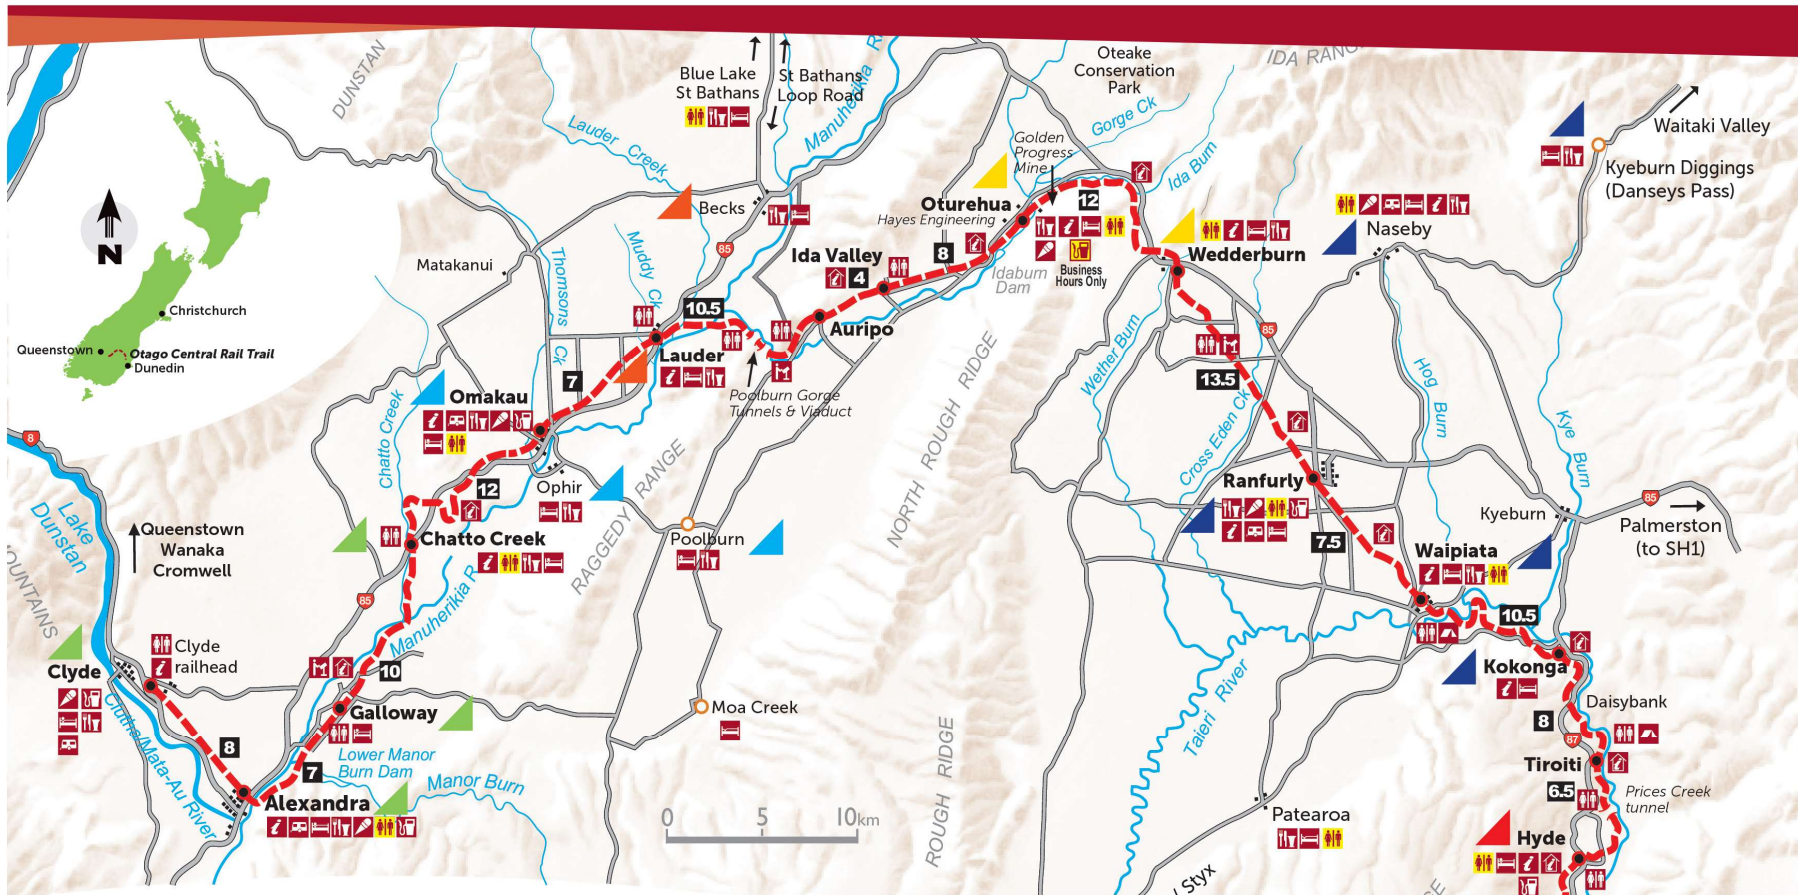 DUNSTAN
Blue Lake
St Bathans
St Bathans
Loop Road
Manuherikia
Oteake
Conservation
Park
Waitaki Valley
Kyeburn Diggings
(Danseys Pass)
Lauder Creek
Gorge Ck
Ida Burn
Golden
Progress
Mine
N
Christchurch
Queenstown
Otago Central Rail Trail
Dunedin
Becks
Matakanui
Thomsons
Ck
Muddy Ck
85
Oturehua
Hayes Engineering
12
Business
Hours Only
Idaburn
Dam
8
Ida Valley
4
Auripo
10.5
Wedderburn
Naseby
85
Lauder
7
Poolburn Gorge
Tunnels & Viaduct
Omakau
Chatto Creek
12
Ophir
RAGGEDY RANGE
NORTH ROUGH RIDGE
Wether Burn
13.5
Cross Eden Ck
Hog
Burn
Kye Burn
Ranfurly
7.5
Kyeburn
85
Palmerston
(to SH1)
8
Lake
Dunstan
Queenstown
Wanaka
Cromwell
Chatto Creek
85
Manuherikia R
Poolburn
Waipiata
10.5
Kokonga
Daisybank
8
87
Tiroiti
6.5
Prices Creek
tunnel
Hyde
Clyde
railhead
Clyde
Clutha/Mata-Au River
8
10
Galloway
7
Lower Manor
Burn Dam
Manor Burn
Alexandra
Moa Creek
0 5 10km
ROUGH RIDGE
Taieri River
Patearoa
Styx